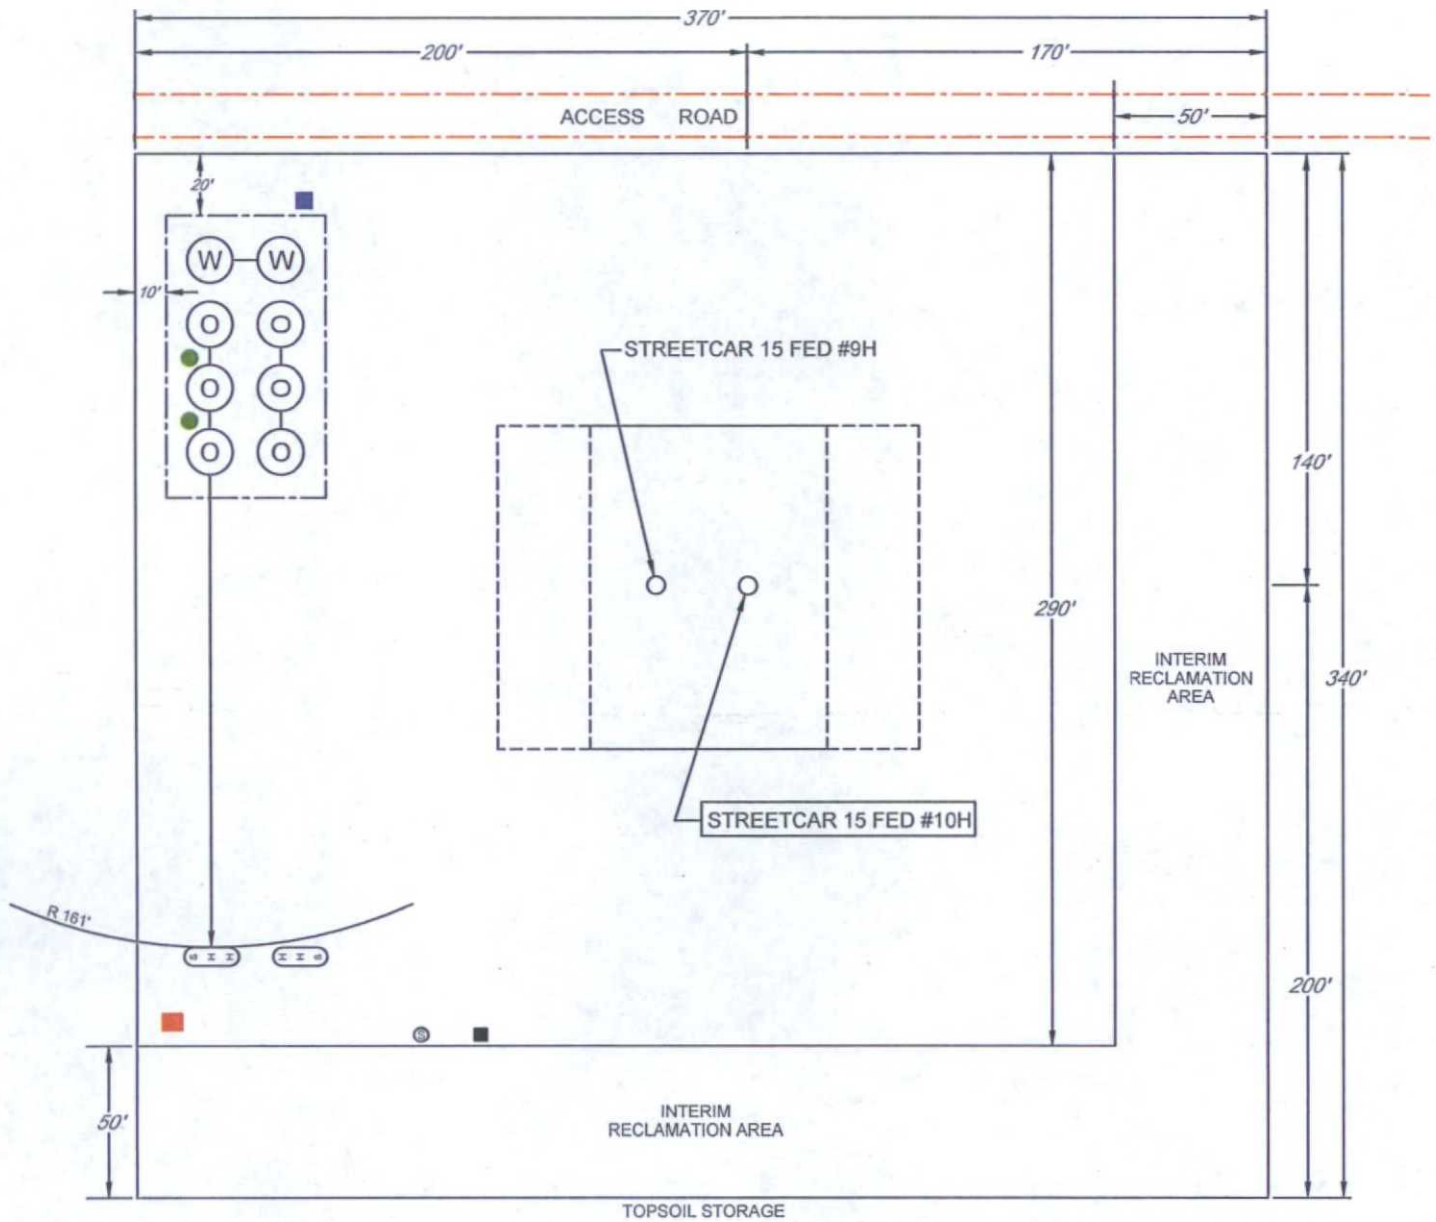 370'
200'
170'
ACCESS ROAD
50'
20'
W W
10'
O O
STREETCAR 15 FED #9H
O O
O O
140'
290'
INTERIM
RECLAMATION
AREA
340'
STREETCAR 15 FED #10H
R 161'
S H H
H H S
200'
S
50'
INTERIM
RECLAMATION AREA
TOPSOIL STORAGE